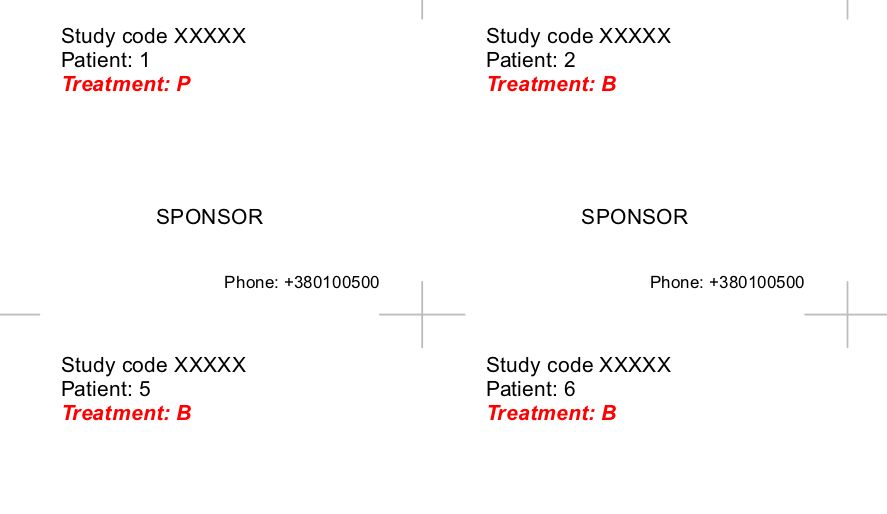 Study code XXXXX
Patient: 1
Treatment: P
SPONSOR
Phone: +380100500
Study code XXXXX
Patient: 2
Treatment: B
SPONSOR
Phone: +380100500
Study code XXXXX
Patient: 5
Treatment: B
Study code XXXXX
Patient: 6
Treatment: B